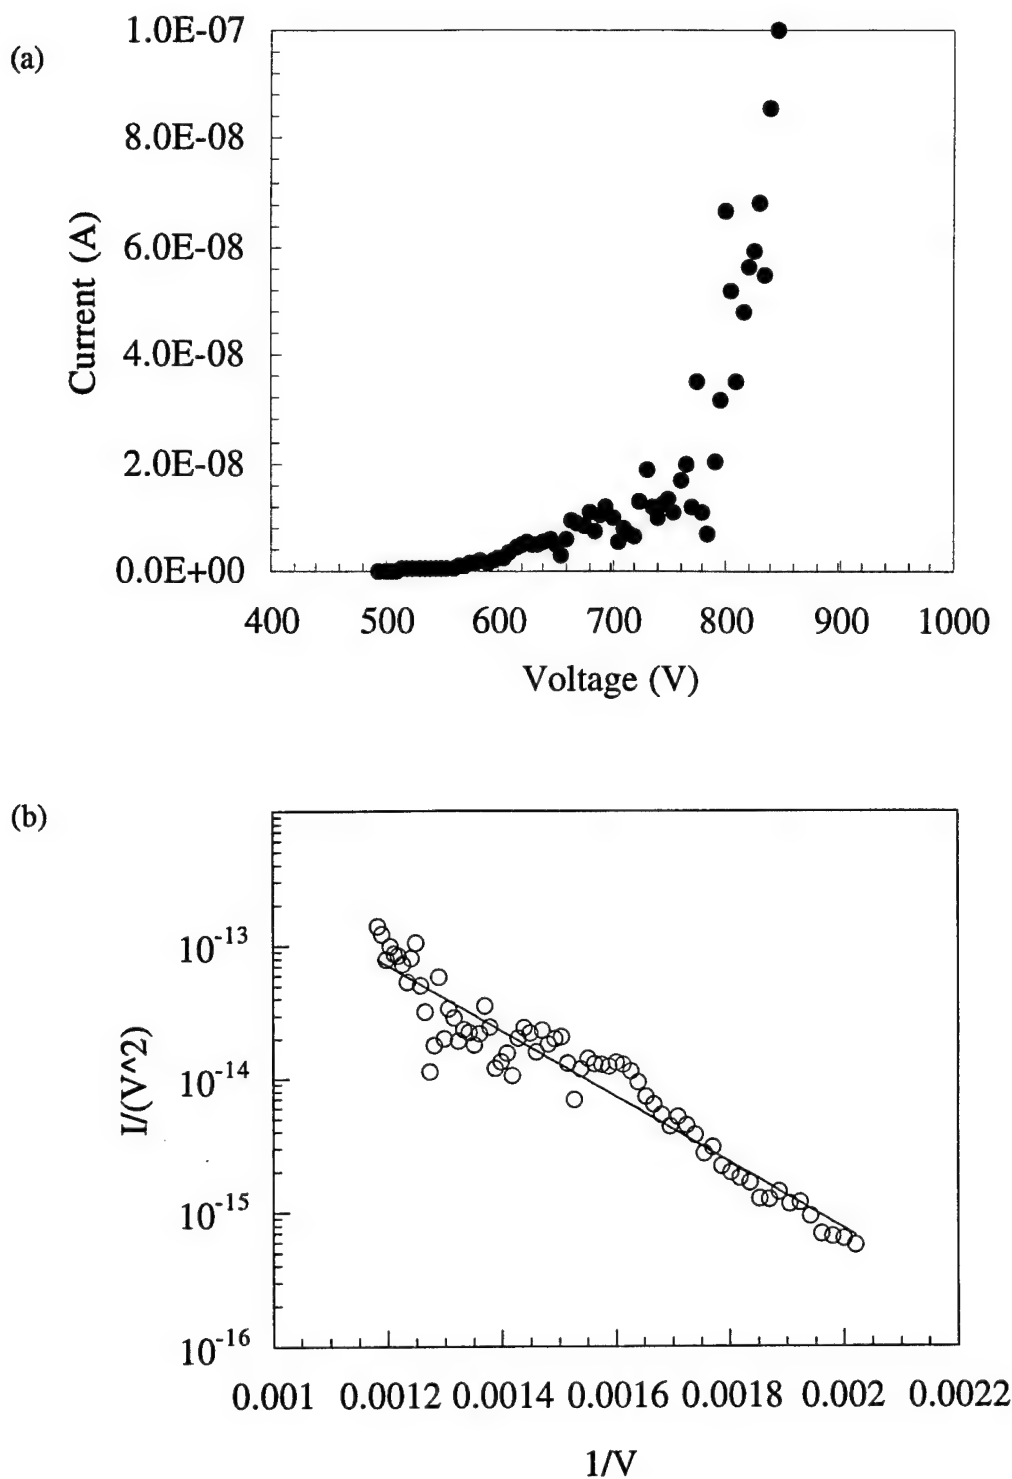 (a)
1.0E-07
8.0E-08
6.0E-08
4.0E-08
2.0E-08
0.0E+00
Current (A)
400 500 600 700 800 900 1000
Voltage (V)
(b)
10-13
10-14
10-15
10-16
I/(V^2)
0.001 0.0012 0.0014 0.0016 0.0018 0.002 0.0022
1/V